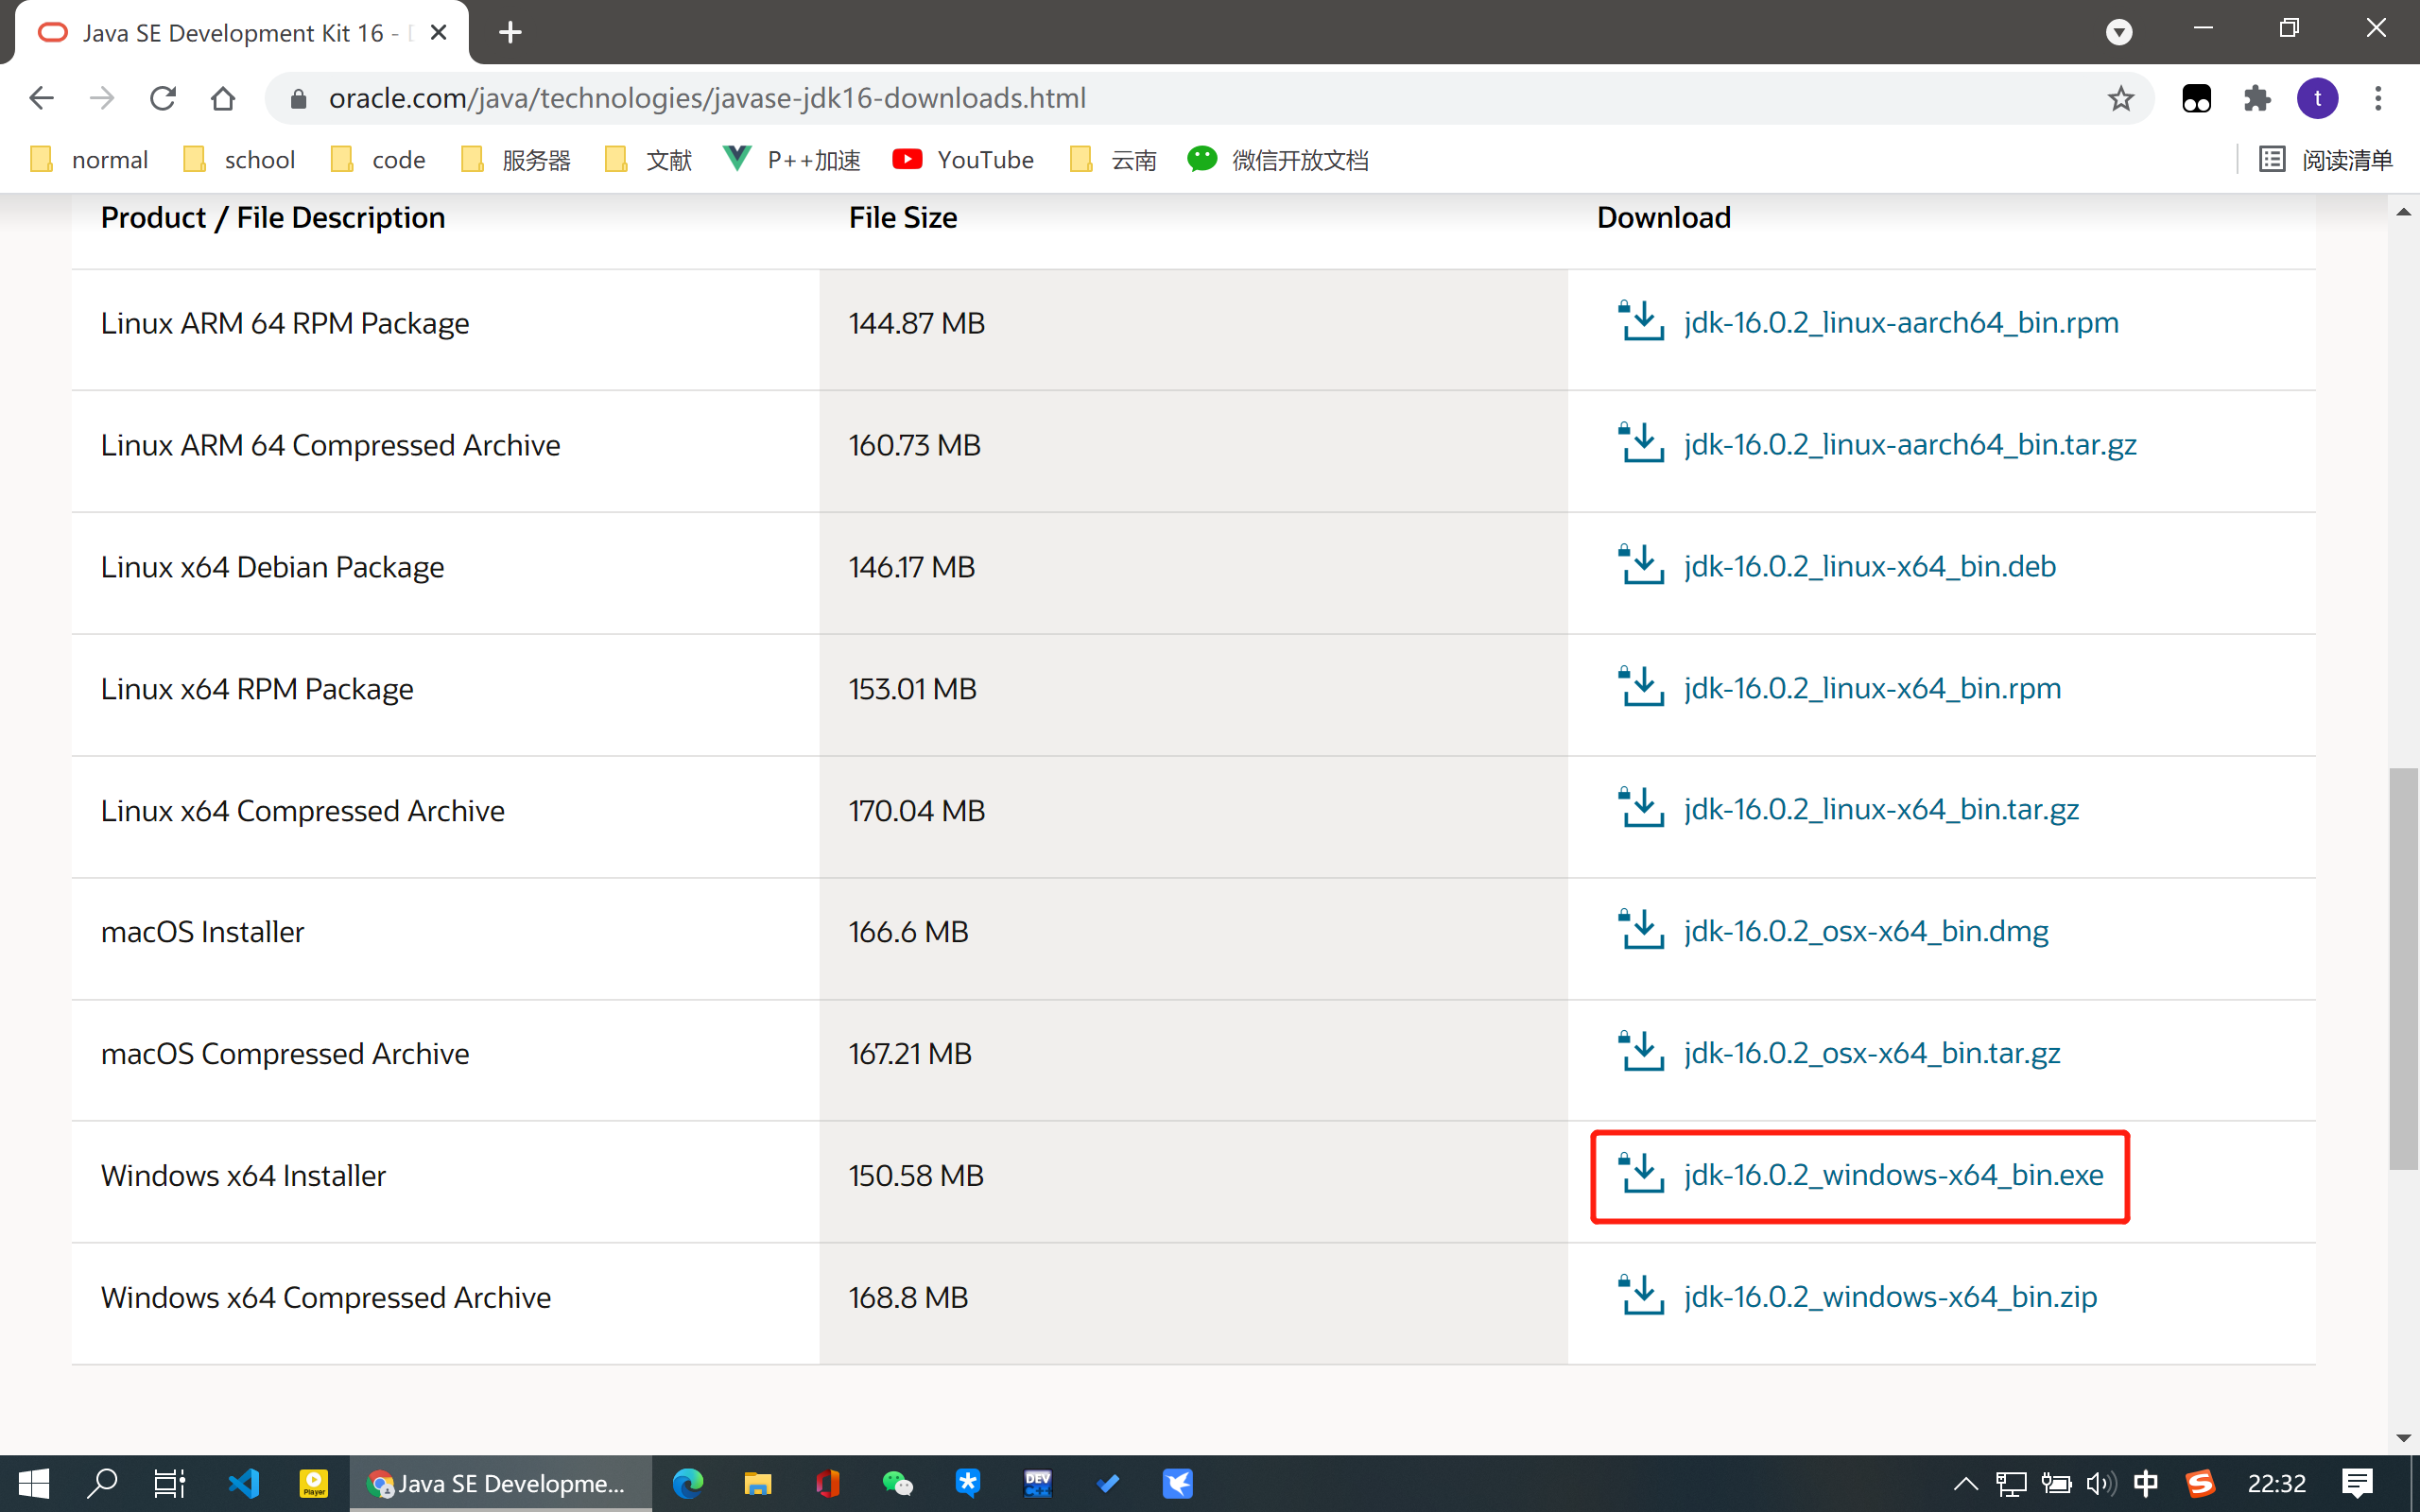 Java SE Development Kit 16 -
oracle.com/java/technologies/javase-jdk16-downloads.html
t
normal school code 服务器 文献 P++加速 YouTube 云南 微信开放文档 阅读清单
Product / File Description File Size Download
Linux ARM 64 RPM Package 144.87 MB jdk-16.0.2_linux-aarch64_bin.rpm
Linux ARM 64 Compressed Archive 160.73 MB jdk-16.0.2_linux-aarch64_bin.tar.gz
Linux x64 Debian Package 146.17 MB jdk-16.0.2_linux-x64_bin.deb
Linux x64 RPM Package 153.01 MB jdk-16.0.2_linux-x64_bin.rpm
Linux x64 Compressed Archive 170.04 MB jdk-16.0.2_linux-x64_bin.tar.gz
macOS Installer 166.6 MB jdk-16.0.2_osx-x64_bin.dmg
macOS Compressed Archive 167.21 MB jdk-16.0.2_osx-x64_bin.tar.gz
Windows x64 Installer 150.58 MB jdk-16.0.2_windows-x64_bin.exe
Windows x64 Compressed Archive 168.8 MB jdk-16.0.2_windows-x64_bin.zip
Player Java SE Developme... DEV C++ 中 S 22:32